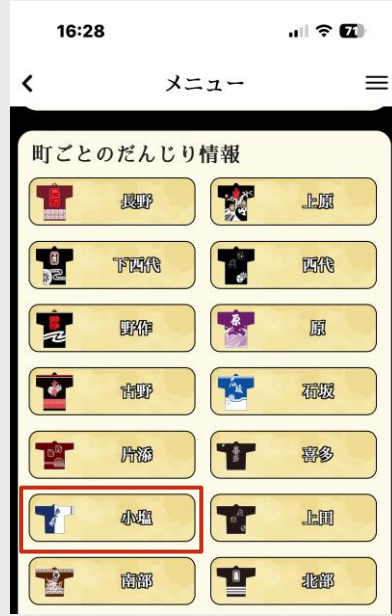 16:28
71
メニュー
町ごとのだんじり情報
長野
上原
下西代
西代
野作
原
古野
石坂
片添
喜多
小塩
上田
南部
北部